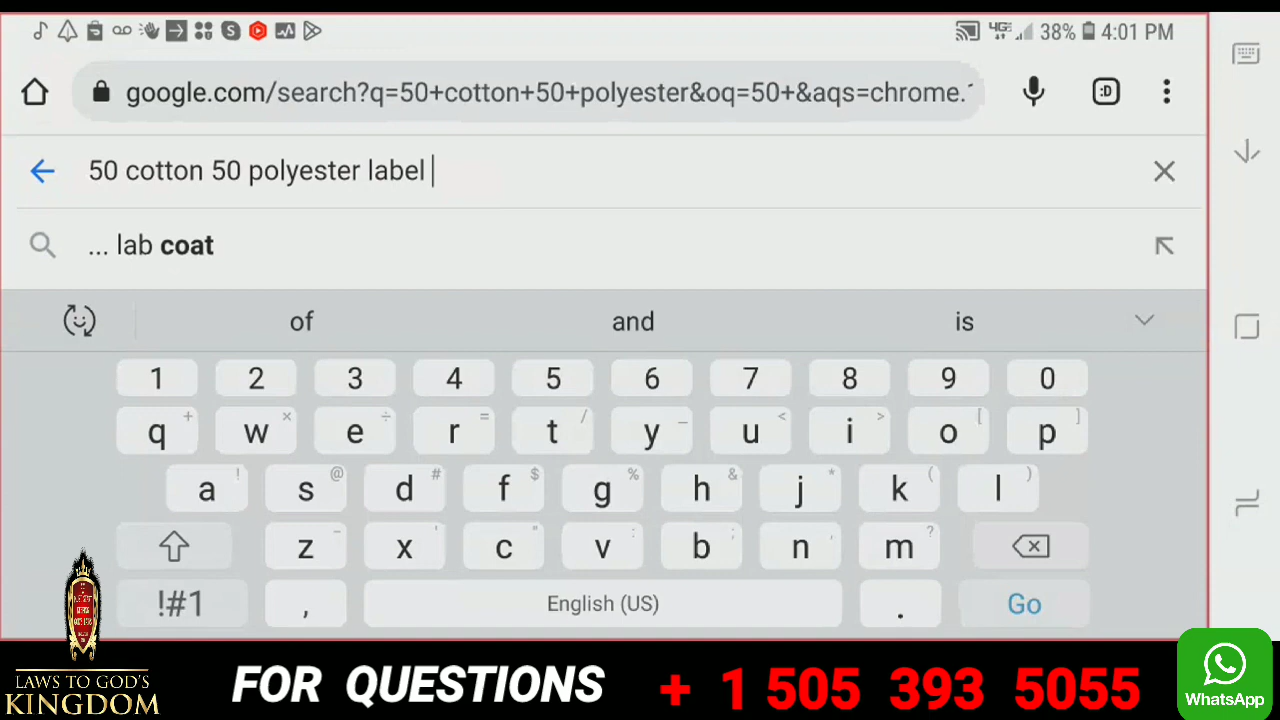 4GE 38% 4:01 PM
google.com/search?q=50+cotton+50+polyester&oq=50+&aqs=chrome.
:D
50 cotton 50 polyester label
... lab coat
of and is
1 2 3 4 5 6 7 8 9 0
q + w × e ÷ r = t / y _ u < i > o [ p ]
a ! s @ d # f $ g % h & j * k ( l )
z - x ' c " v : b ; n , m ?
!#1 , English (US) . Go
LAWS TO GOD'S
KINGDOM
FOR QUESTIONS + 1 505 393 5055
WhatsApp